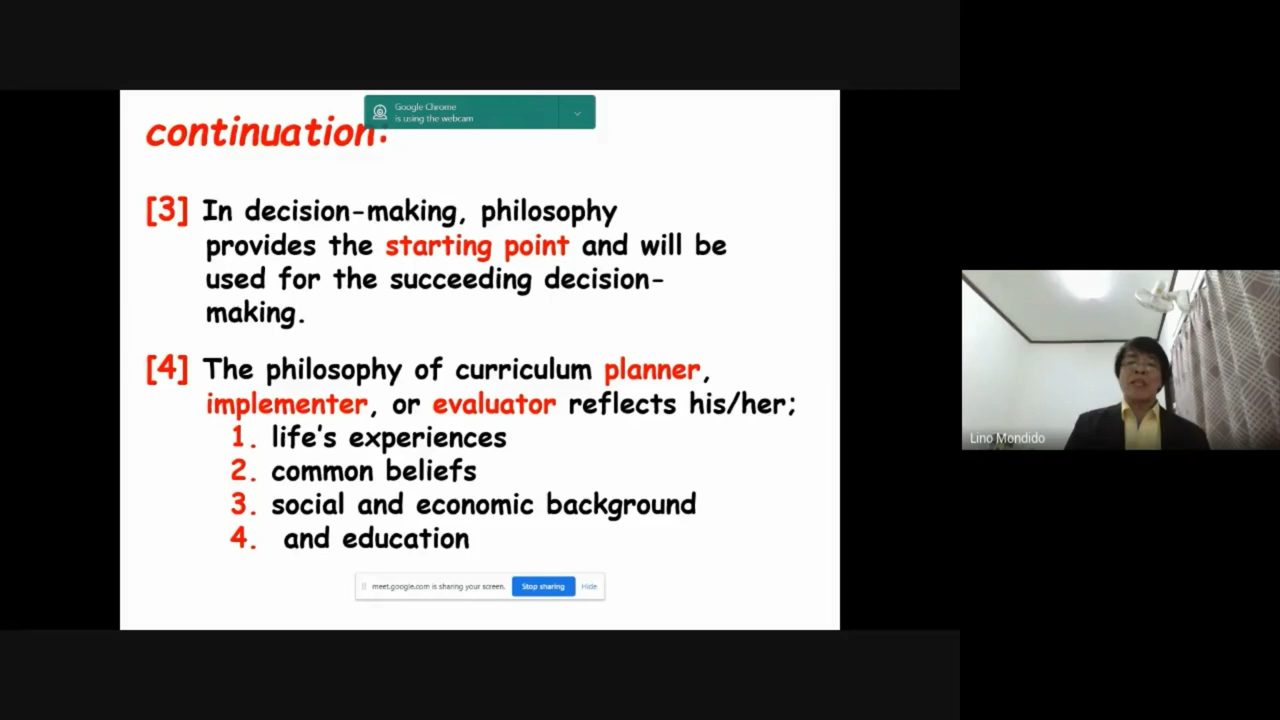 Google Chrome
is using the webcam
continuation:
[3] In decision-making, philosophy
provides the starting point and will be
used for the succeeding decision-
making.
[4] The philosophy of curriculum planner,
implementer, or evaluator reflects his/her;
1. life's experiences
2. common beliefs
3. social and economic background
4. and education
meet.google.com is sharing your screen. Stop sharing Hide
Lino Mondido